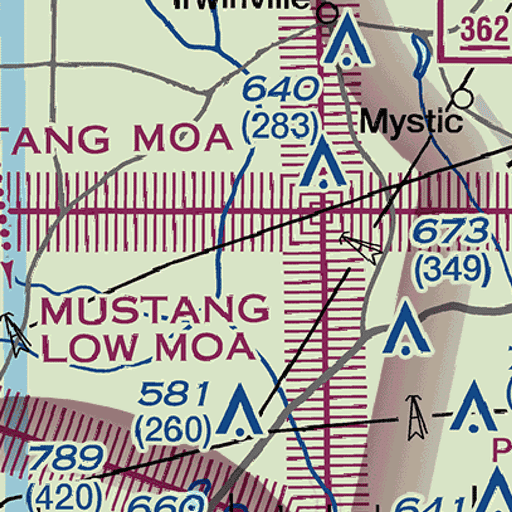 Irwinville
362
640
(283)
Mystic
TANG MOA
673
(349)
MUSTANG
LOW MOA
581
(260)
789
(420)
660
641
P